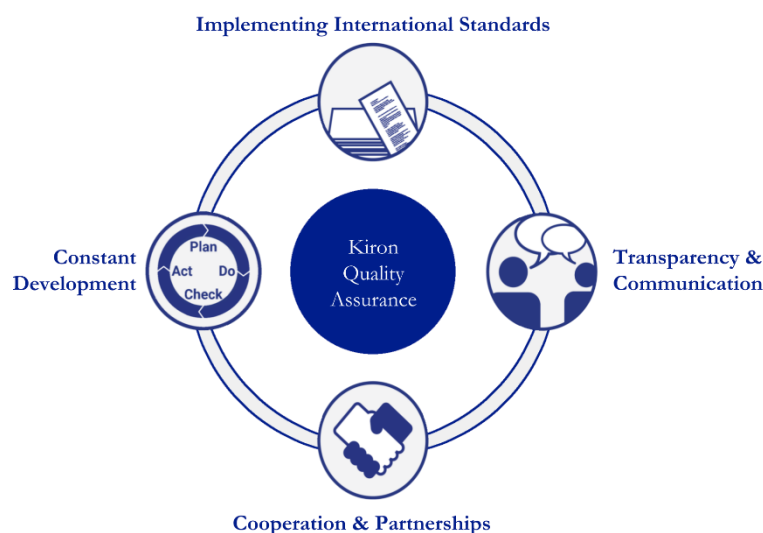 Implementing International Standards
Constant
Development
Plan
Act
Do
Check
Kiron
Quality
Assurance
Transparency &
Communication
Cooperation & Partnerships